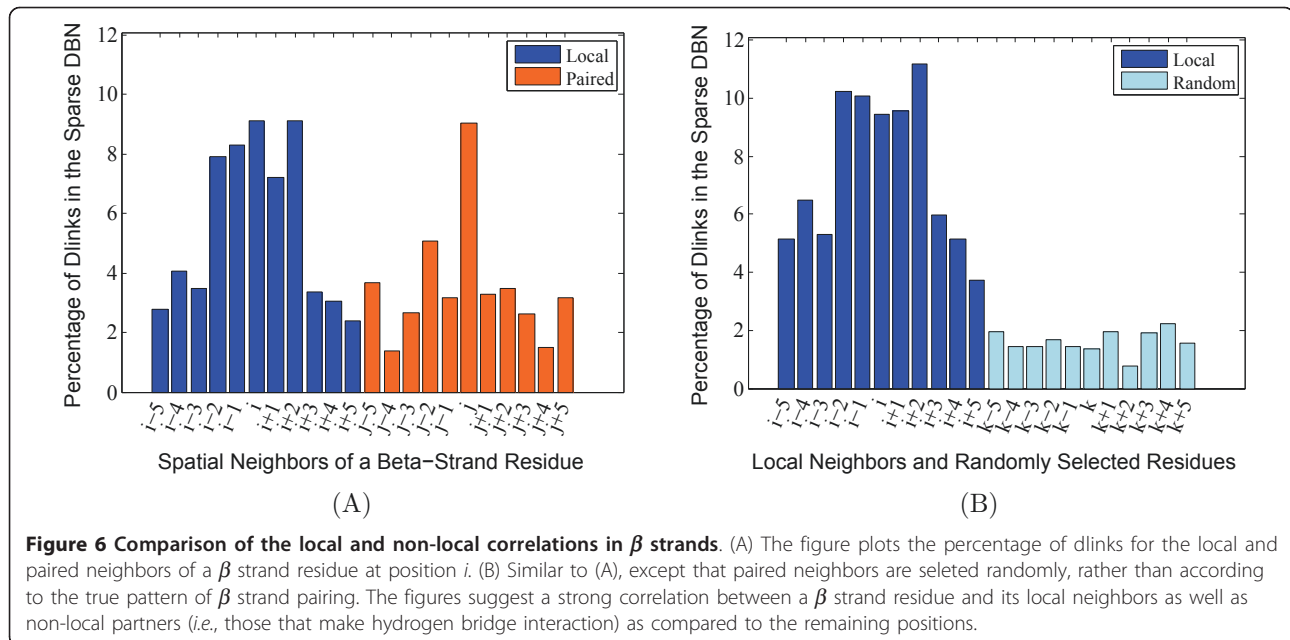 12
10
8
6
4
2
0
Percentage of Dlinks in the Sparse DBN
Local
Paired
i−5
i+4
i−3
i−2
i−1
i
i+1
i+2
i+3
i+4
i+5
j−5
j−4
j−3
j−2
j−1
j
j+1
j+2
j+3
j+4
j+5
Spatial Neighbors of a Beta−Strand Residue
(A)
12
10
8
6
4
2
0
Percentage of Dlinks in the Sparse DBN
Local
Random
i−5
i−4
i−3
i−2
i−1
i
i+1
i+2
i+3
i+4
i+5
k−5
k−4
k−3
k−2
k−1
k
k+1
k+2
k+3
k+4
k+5
Local Neighbors and Randomly Selected Residues
(B)
Figure 6 Comparison of the local and non-local correlations in β strands. (A) The figure plots the percentage of dlinks for the local and
paired neighbors of a β strand residue at position i. (B) Similar to (A), except that paired neighbors are seleted randomly, rather than according
to the true pattern of β strand pairing. The figures suggest a strong correlation between a β strand residue and its local neighbors as well as
non-local partners (i.e., those that make hydrogen bridge interaction) as compared to the remaining positions.